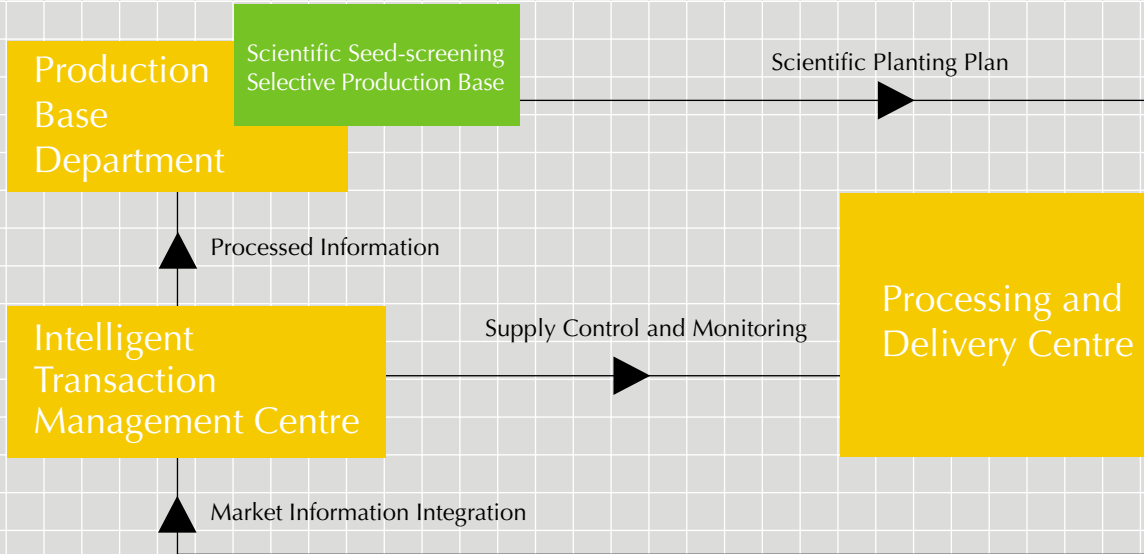 Production
Base
Department
Scientific Seed-screening
Selective Production Base
Scientific Planting Plan
Processed Information
Intelligent
Transaction
Management Centre
Supply Control and Monitoring
Processing and
Delivery Centre
Market Information Integration